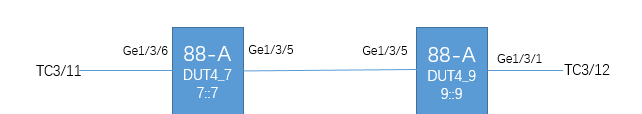 TC3/11
Ge1/3/6
88-A
DUT4_7
7::7
Ge1/3/5
Ge1/3/5
88-A
DUT4_9
9::9
Ge1/3/1
TC3/12